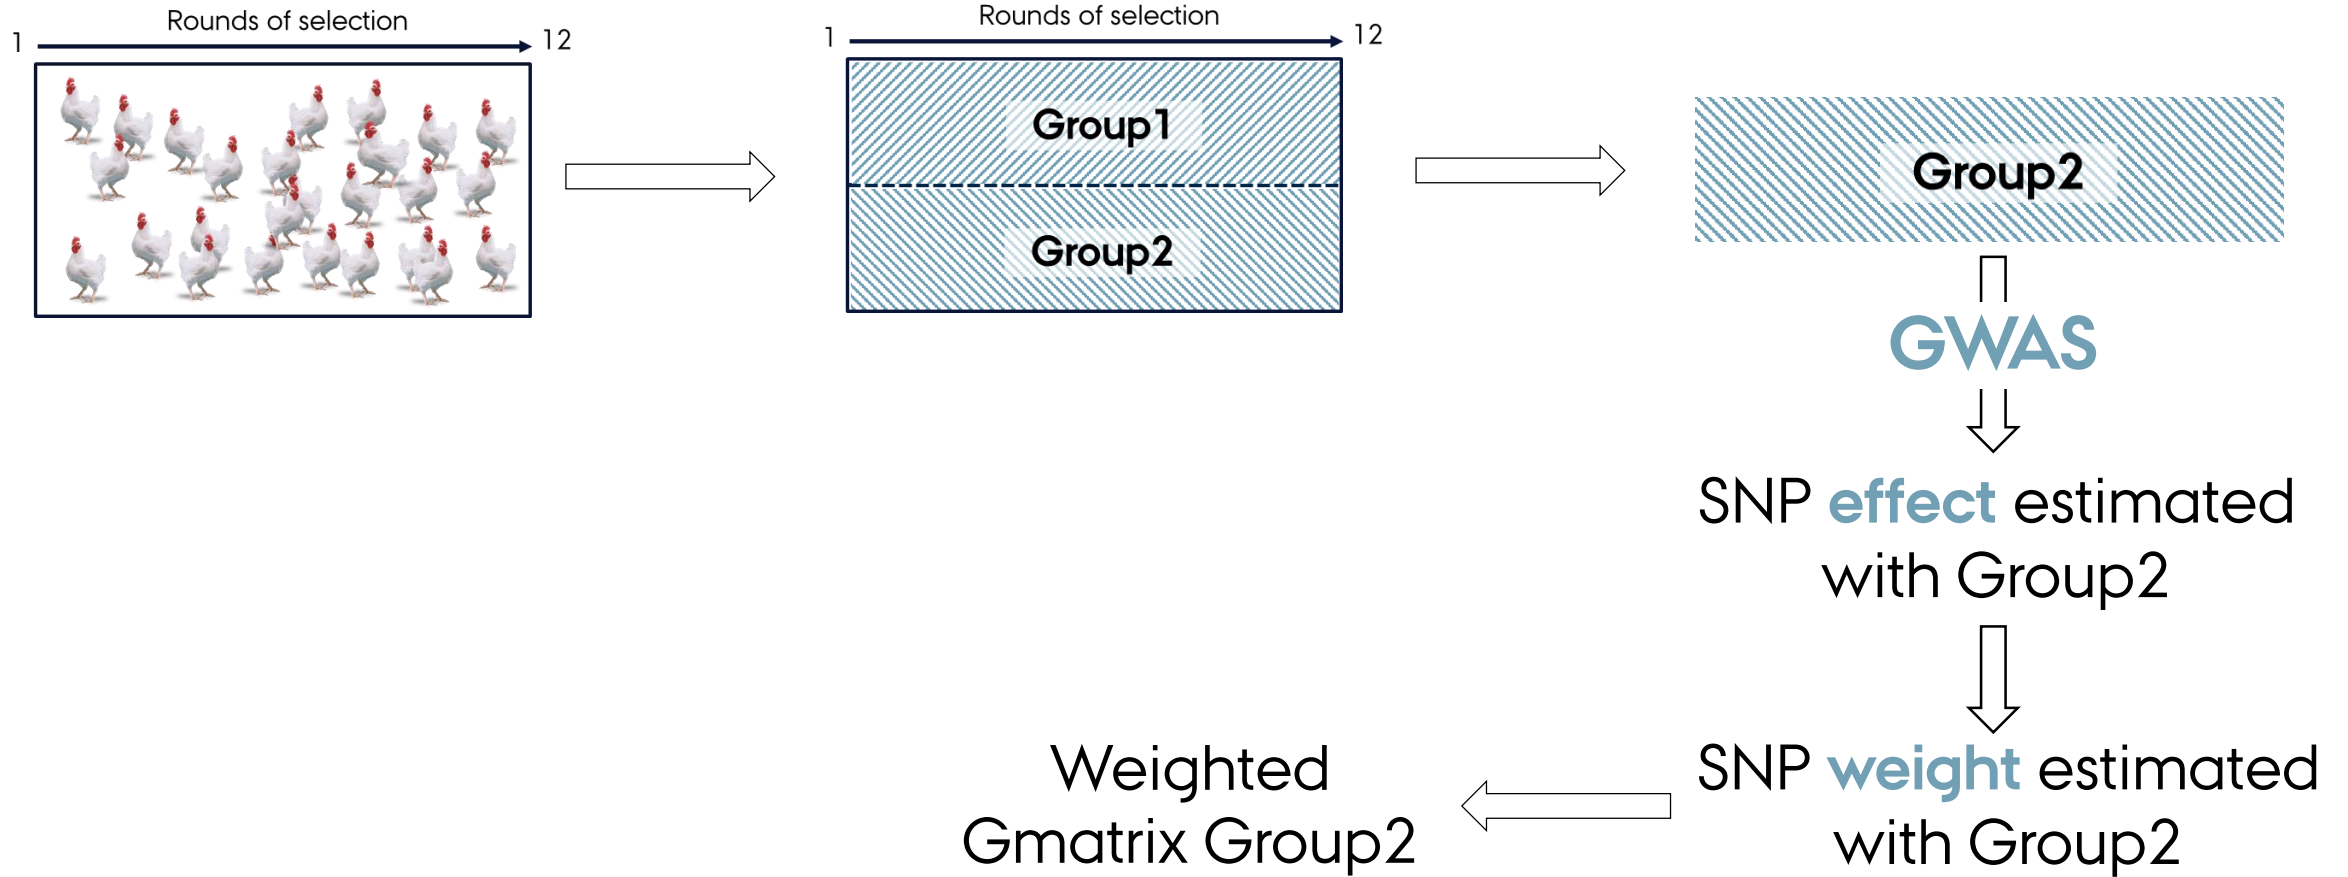 Rounds of selection
1 12
Rounds of selection
1 12
Group1
Group2
Group2
GWAS
SNP effect estimated
with Group2
SNP weight estimated
with Group2
Weighted
Gmatrix Group2